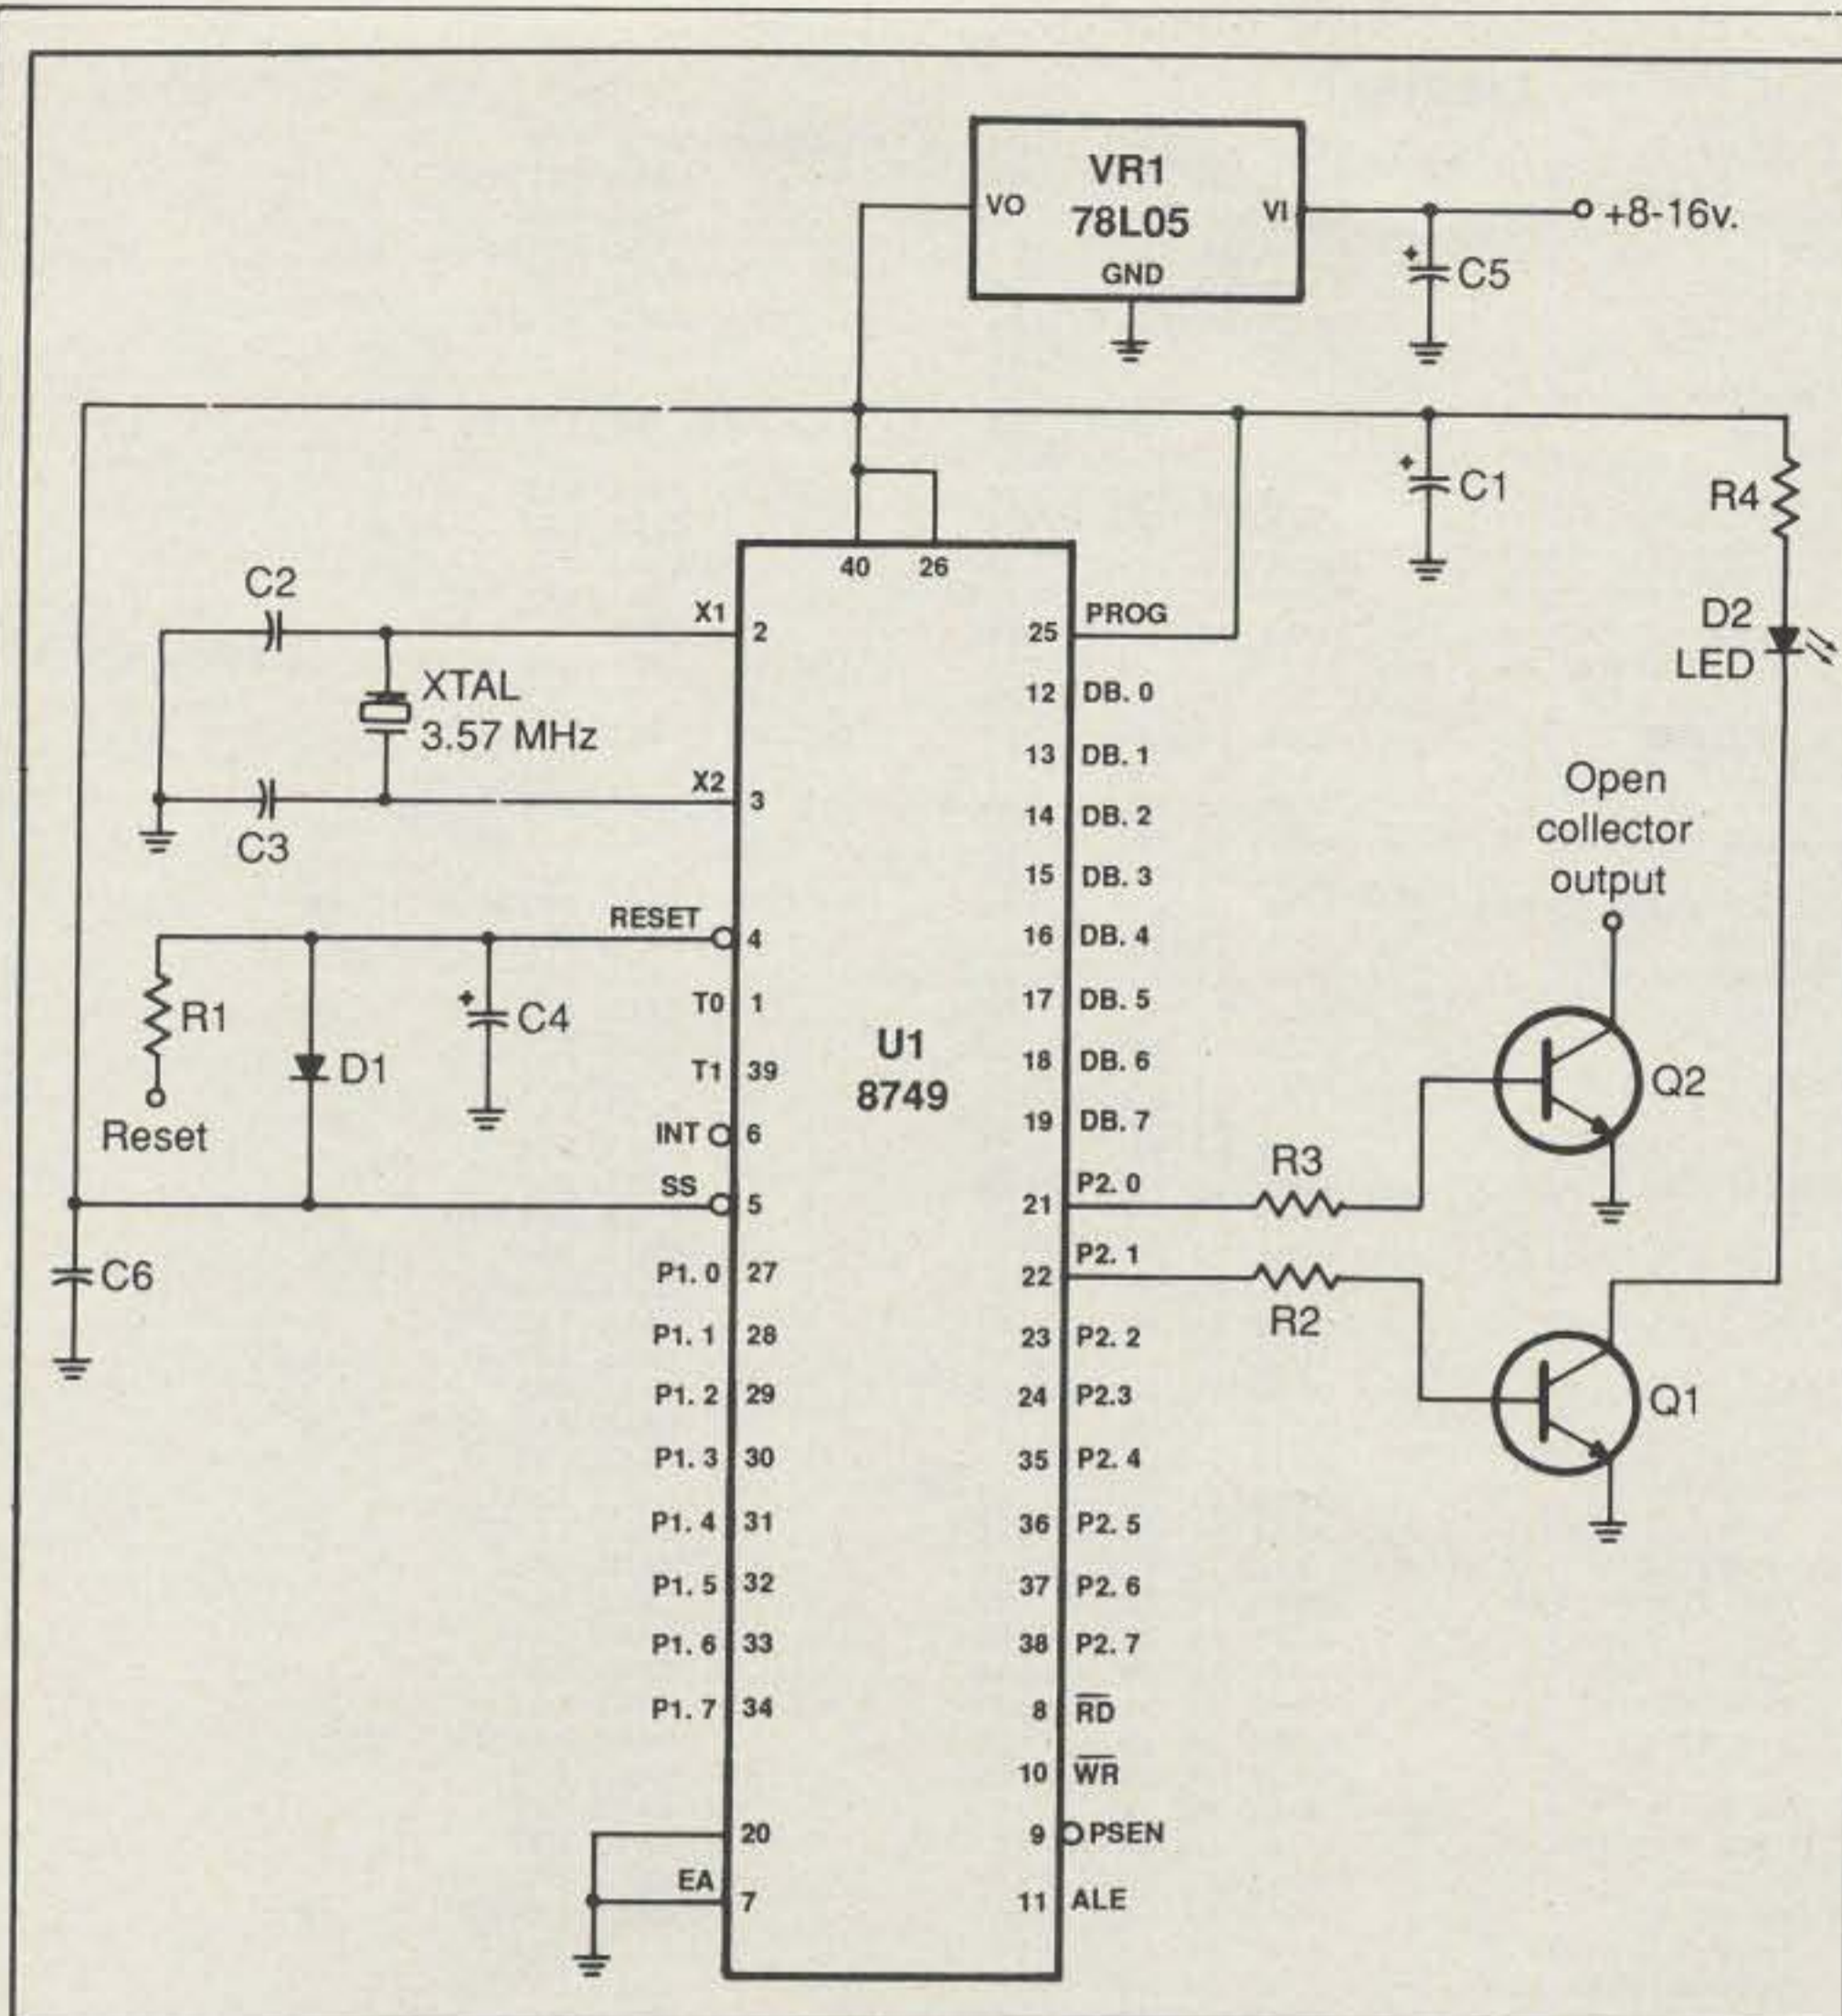 VR1
78L05
VO
VI
GND
+8-16v.
+
C5
+
C1
R4
D2
LED
40
26
C2
X1
2
XTAL
3.57 MHz
X2
3
C3
RESET
4
T0
1
R1
+
C4
T1
39
D1
Reset
INT
6
SS
5
C6
P1. 0
27
P1. 1
28
P1. 2
29
P1. 3
30
P1. 4
31
P1. 5
32
P1. 6
33
P1. 7
34
20
EA
7
U1
8749
25
PROG
12
DB. 0
13
DB. 1
14
DB. 2
15
DB. 3
16
DB. 4
17
DB. 5
18
DB. 6
19
DB. 7
21
P2. 0
22
P2. 1
23
P2. 2
24
P2.3
35
P2. 4
36
P2. 5
37
P2. 6
38
P2. 7
8
RD
10
WR
9
PSEN
11
ALE
R3
R2
Open
collector
output
Q2
Q1